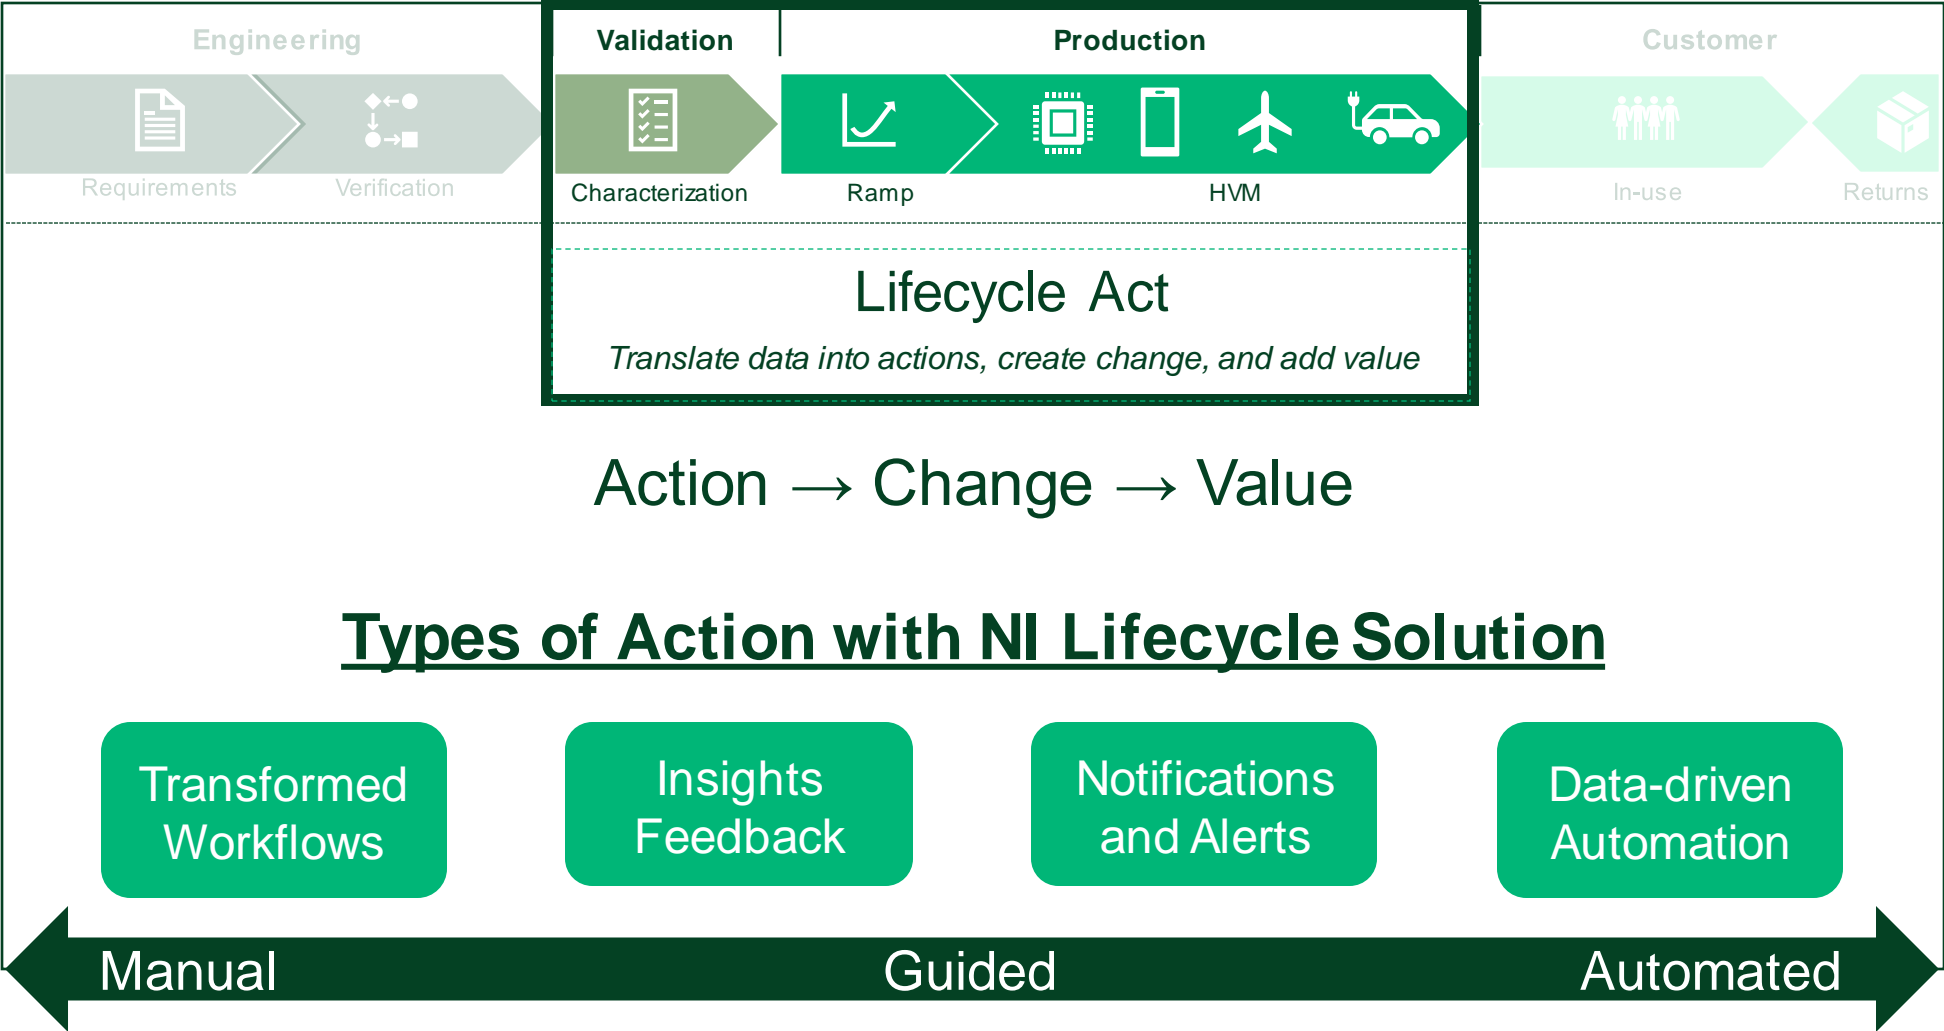 Engineering
Validation
Production
Customer
Requirements
Verification
Characterization
Ramp
HVM
In-use
Returns
Lifecycle Act
Translate data into actions, create change, and add value
Action → Change → Value
Types of Action with NI Lifecycle Solution
Transformed
Workflows
Insights
Feedback
Notifications
and Alerts
Data-driven
Automation
Manual
Guided
Automated